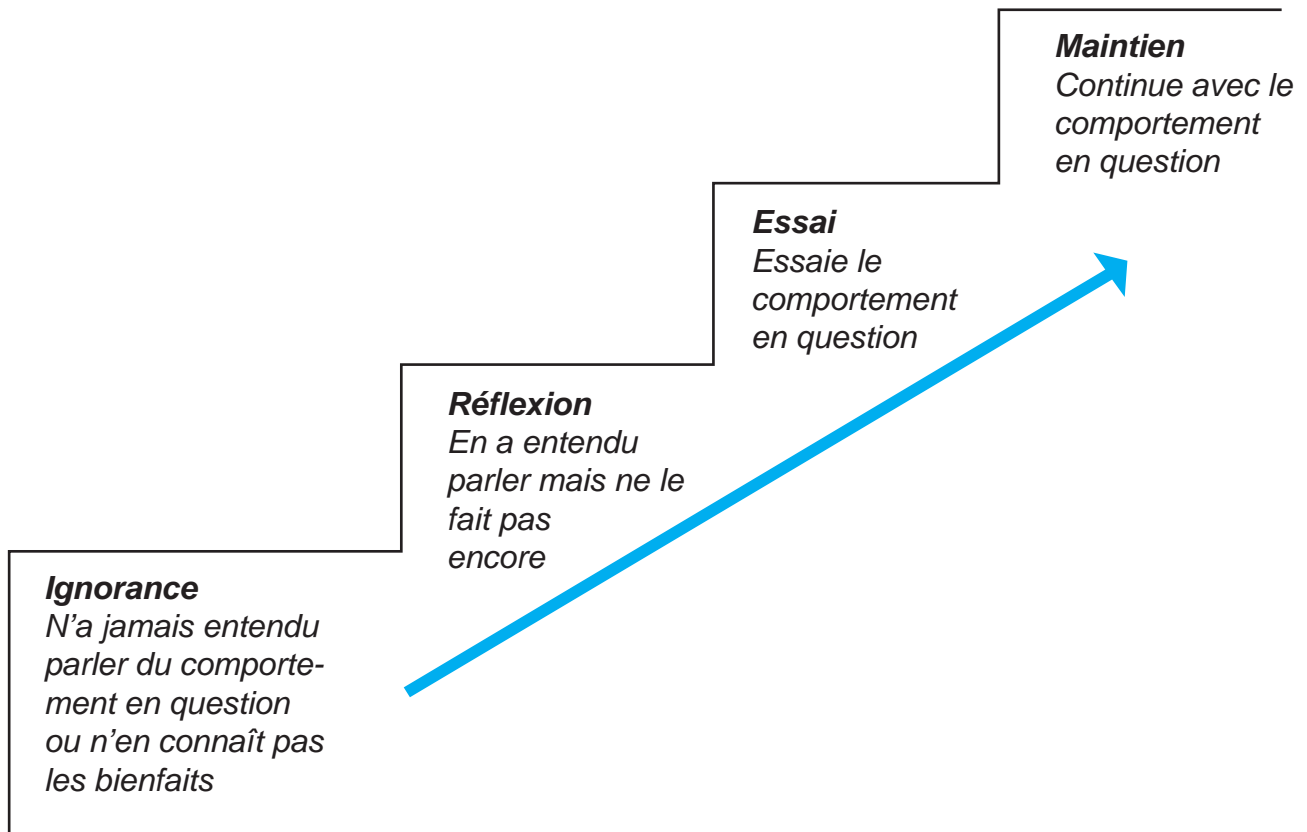 Maintien
Continue avec le
comportement
en question
Essai
Essaie le
comportement
en question
Réflexion
En a entendu
parler mais ne le
fait pas
encore
Ignorance
N'a jamais entendu
parler du comporte-
ment en question
ou n'en connaît pas
les bienfaits